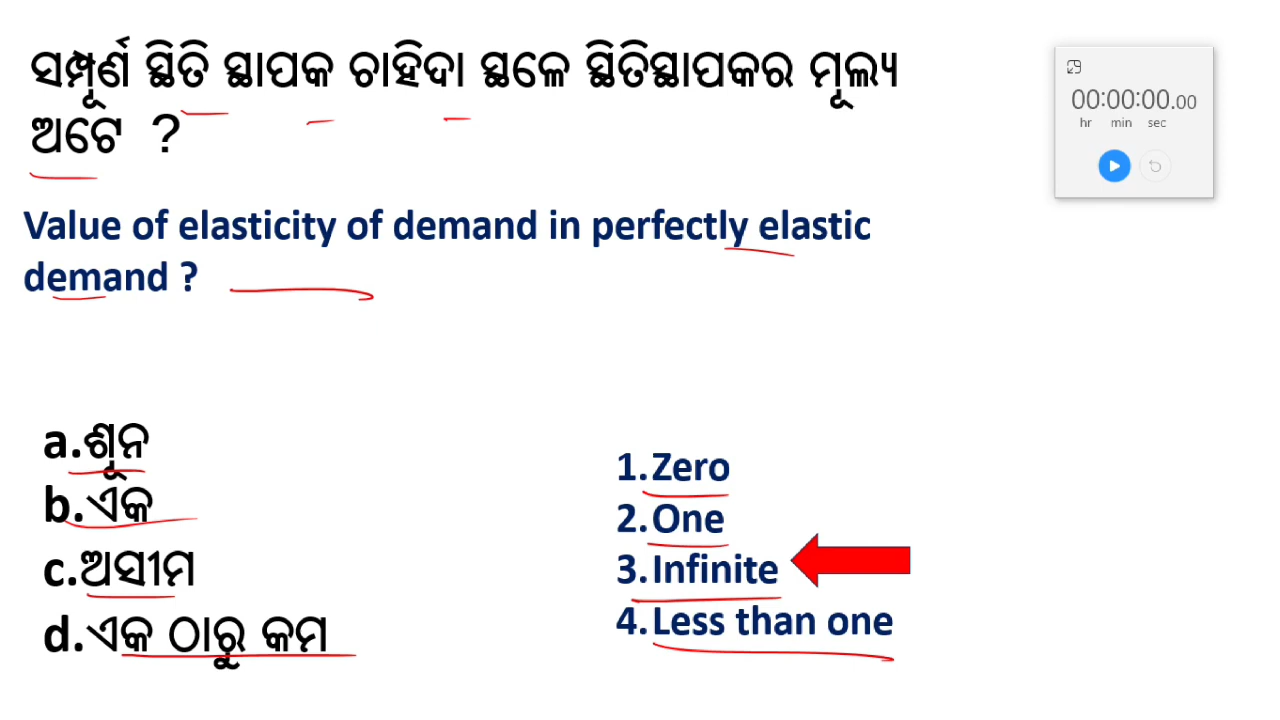 ସମ୍ପୂର୍ଣ ସ୍ଥିତି ସ୍ଥାପକ ଚାହିଦା ସ୍ଥଳେ ସ୍ଥିତିସ୍ଥାପକର ମୂଲ୍ୟ
ଅଟେ ?
00:00:00.00
hr min sec
Value of elasticity of demand in perfectly elastic
demand ?
a.ଶୂନ
b.ଏକ
c.ଅସୀମ
d.ଏକ ଠାରୁ କମ
1.Zero
2.One
3.Infinite
4.Less than one